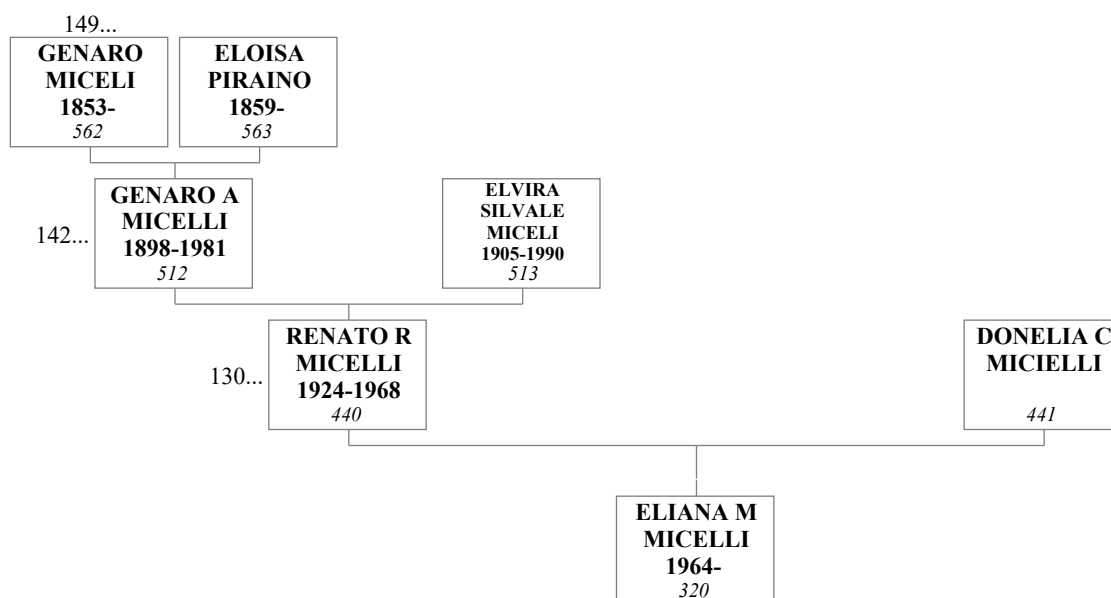 149...
GENARO
MICELI
1853-
562
ELOISA
PIRAINO
1859-
563
142...
GENARO A
MICELLI
1898-1981
512
ELVIRA
SILVALE
MICELI
1905-1990
513
130...
RENATO R
MICELLI
1924-1968
440
DONELIA C
MICIELLI
441
ELIANA M
MICELLI
1964-
320